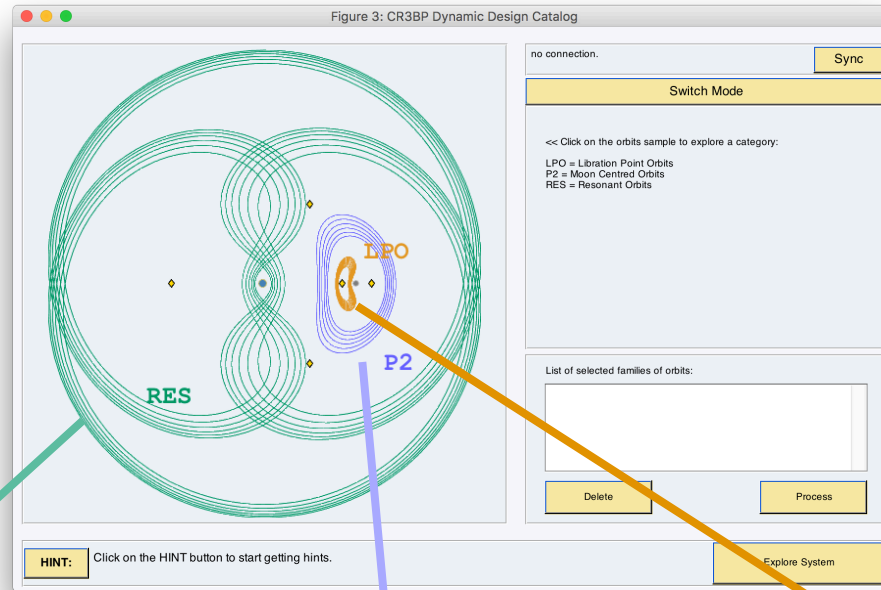 Figure 3: CR3BP Dynamic Design Catalog
no connection.
Sync
Switch Mode
<< Click on the orbits sample to explore a category:
LPO = Libration Point Orbits
P2 = Moon Centred Orbits
RES = Resonant Orbits
LPO
P2
RES
List of selected families of orbits:
Delete
Process
HINT:
Click on the HINT button to start getting hints.
Explore System